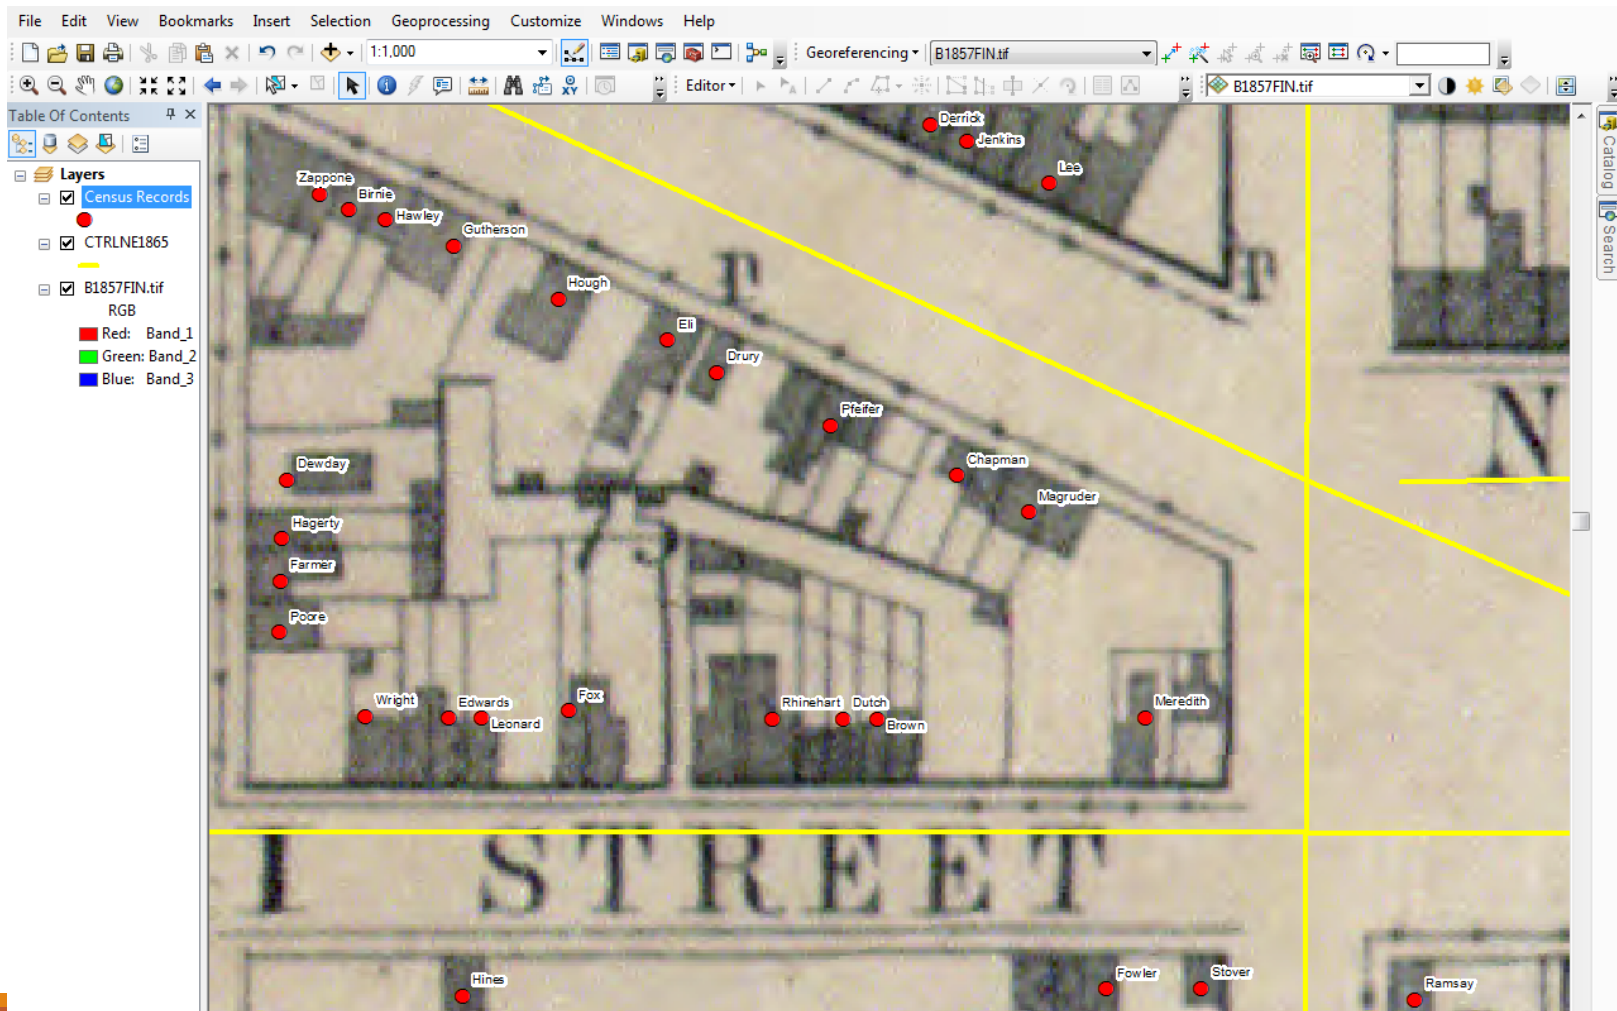 File Edit View Bookmarks Insert Selection Geoprocessing Customize Windows Help
1:1,000 Georeferencing B1857FIN.tif
Editor B1857FIN.tif
Table Of Contents
Layers
Census Records
CTRLNE1865
B1857FIN.tif
RGB
Red: Band_1
Green: Band_2
Blue: Band_3
Catalog
Search
Derrick
Jenkins
Lee
Zappone
Birnie
Hawley
Gutherson
Hough
T T
Eli
Drury
Pfeifer
N
Chapman
Magruder
Dewday
Hagerty
Farmer
Poore
Wright
Edwards
Leonard
Fox
Rhinehart
Dutch
Brown
Meredith
I STREET
Hines
Fowler
Stover
Ramsay